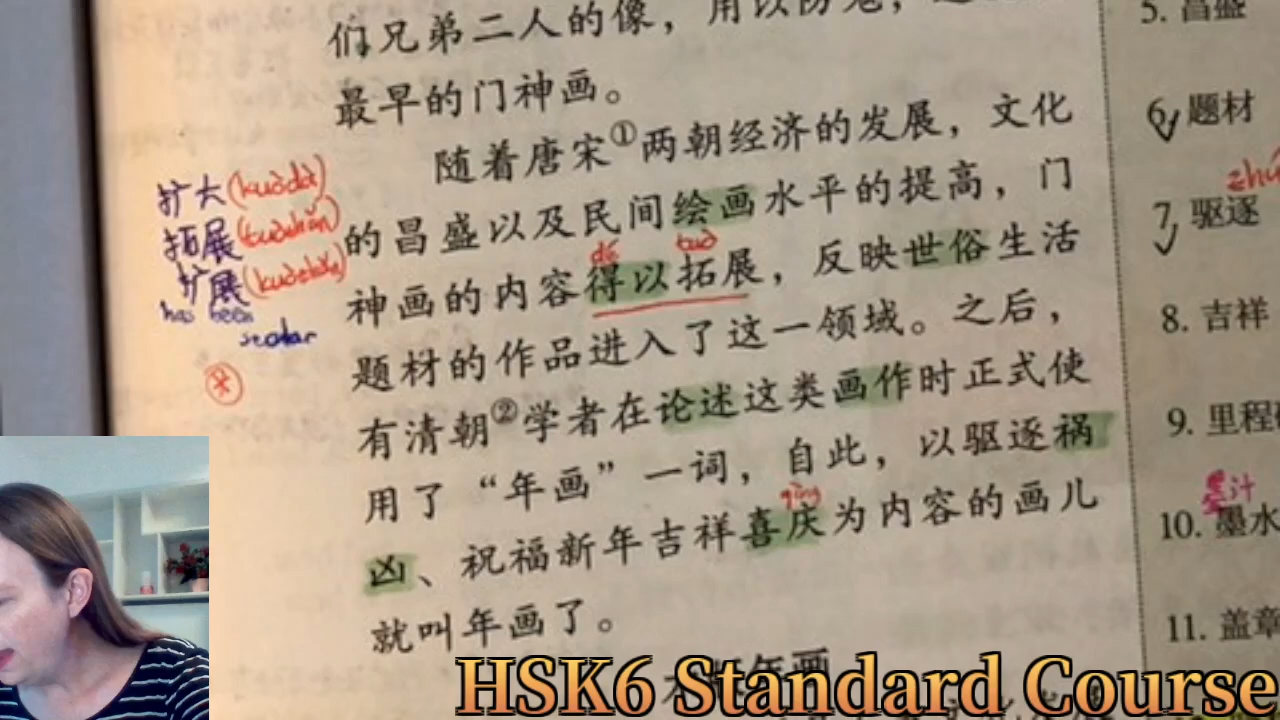 们兄弟二人的像，用以防鬼，
最早的门神画。
随着唐宋①两朝经济的发展，文化
的昌盛以及民间绘画水平的提高，门
神画的内容得以拓展，反映世俗生活
题材的作品进入了这一领域。之后，
有清朝②学者在论述这类画作时正式使
用了“年画”一词，自此，以驱逐祸
凶、祝福新年吉祥喜庆为内容的画儿
就叫年画了。
年画
扩大(kuòdà)
拓展
扩展
has been
dé
tuò
qìng
5. 昌盛
6. 题材
zhú
7. 驱逐
8. 吉祥
9. 里程
墨汁
10. 墨水
11. 盖章
HSK6 Standard Course